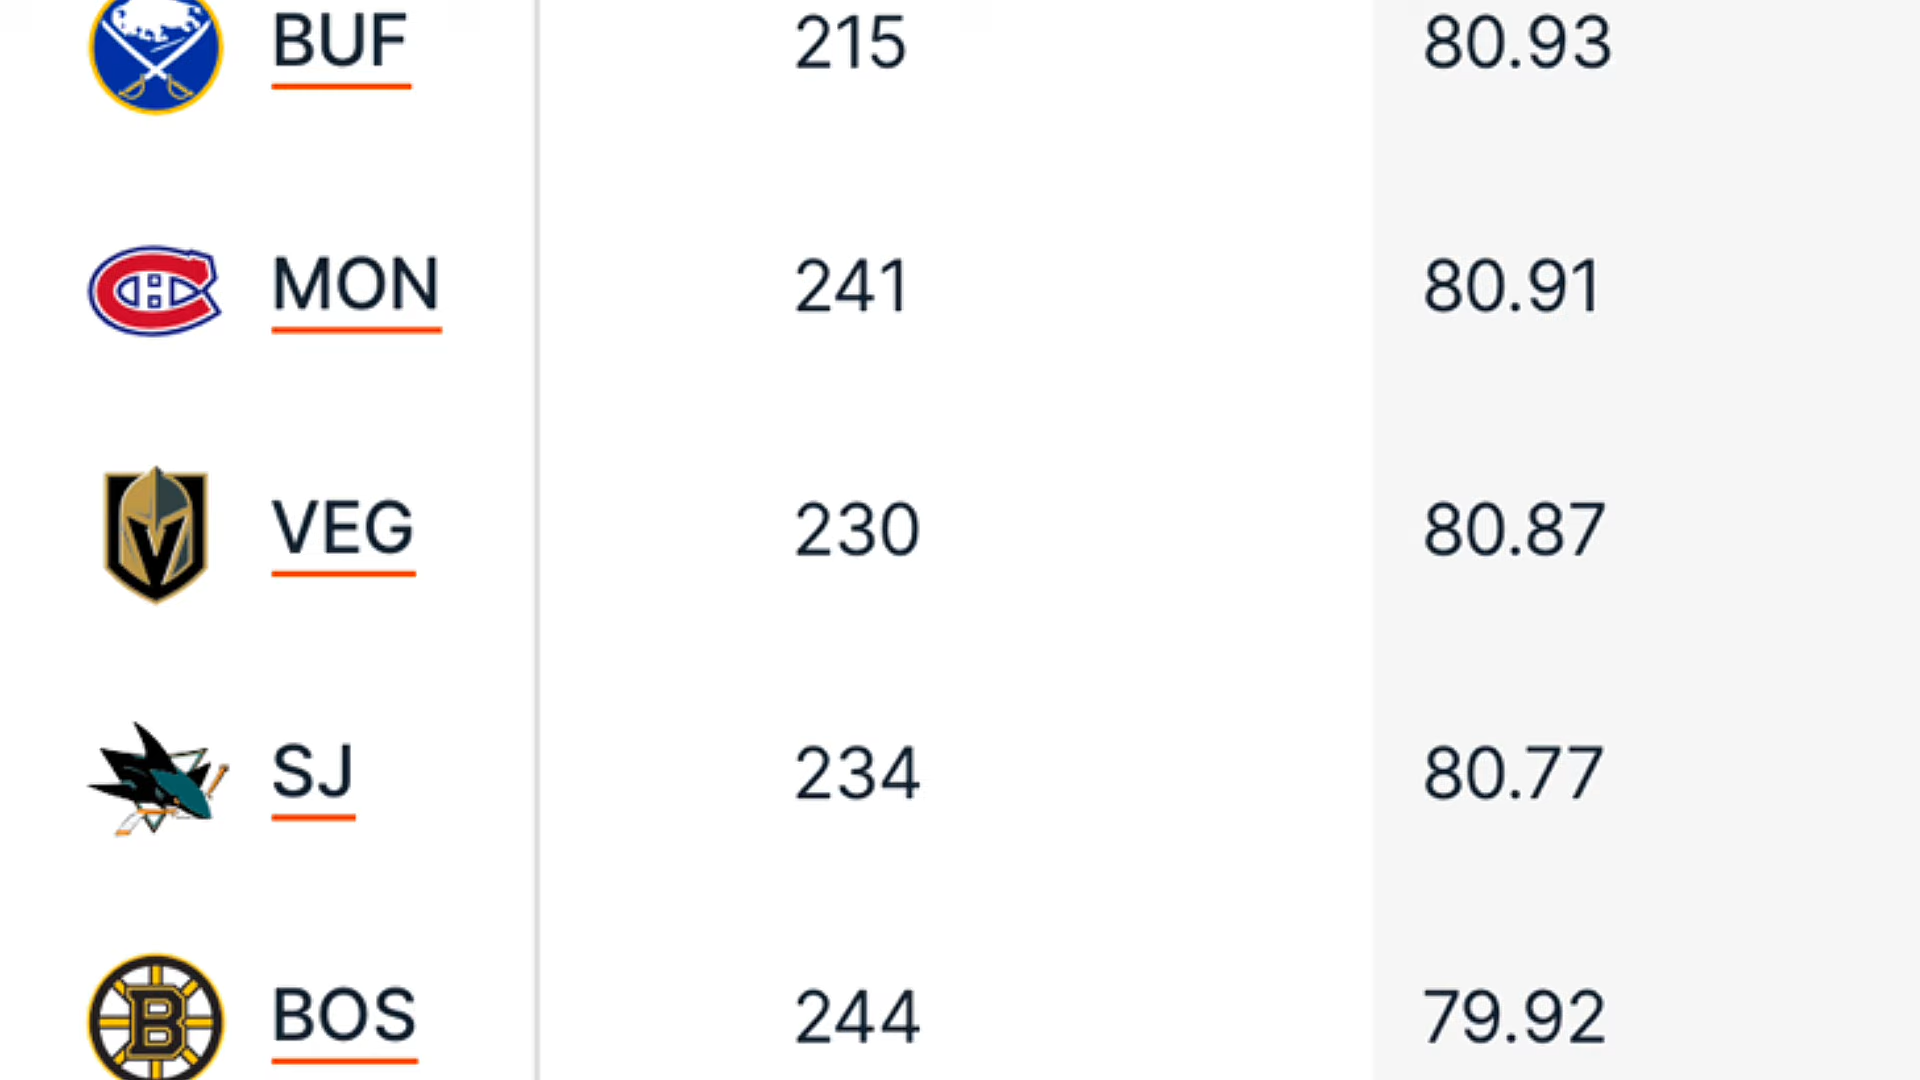 BUF 215 80.93
MON 241 80.91
VEG 230 80.87
SJ 234 80.77
BOS 244 79.92